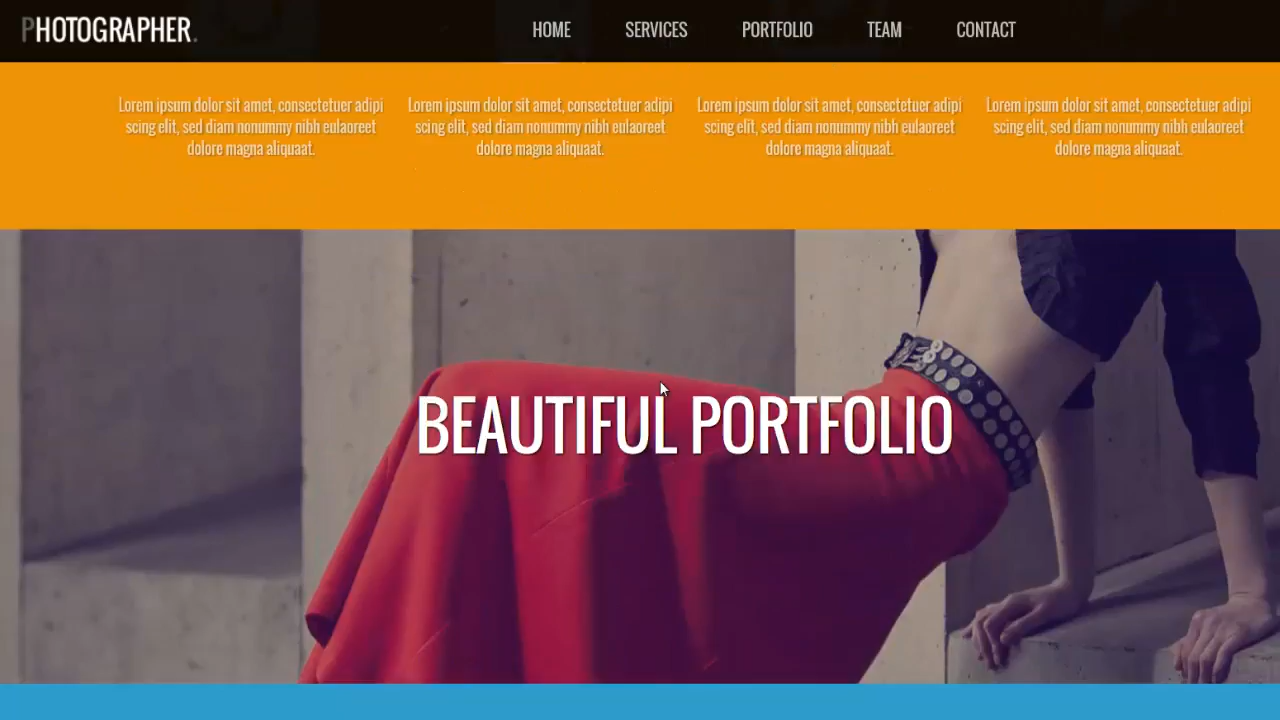 PHOTOGRAPHER.
HOME SERVICES PORTFOLIO TEAM CONTACT
Lorem ipsum dolor sit amet, consectetuer adipi
scing elit, sed diam nonummy nibh eulaoreet
dolore magna aliquaat.
Lorem ipsum dolor sit amet, consectetuer adipi
scing elit, sed diam nonummy nibh eulaoreet
dolore magna aliquaat.
Lorem ipsum dolor sit amet, consectetuer adipi
scing elit, sed diam nonummy nibh eulaoreet
dolore magna aliquaat.
Lorem ipsum dolor sit amet, consectetuer adipi
scing elit, sed diam nonummy nibh eulaoreet
dolore magna aliquaat.
BEAUTIFUL PORTFOLIO